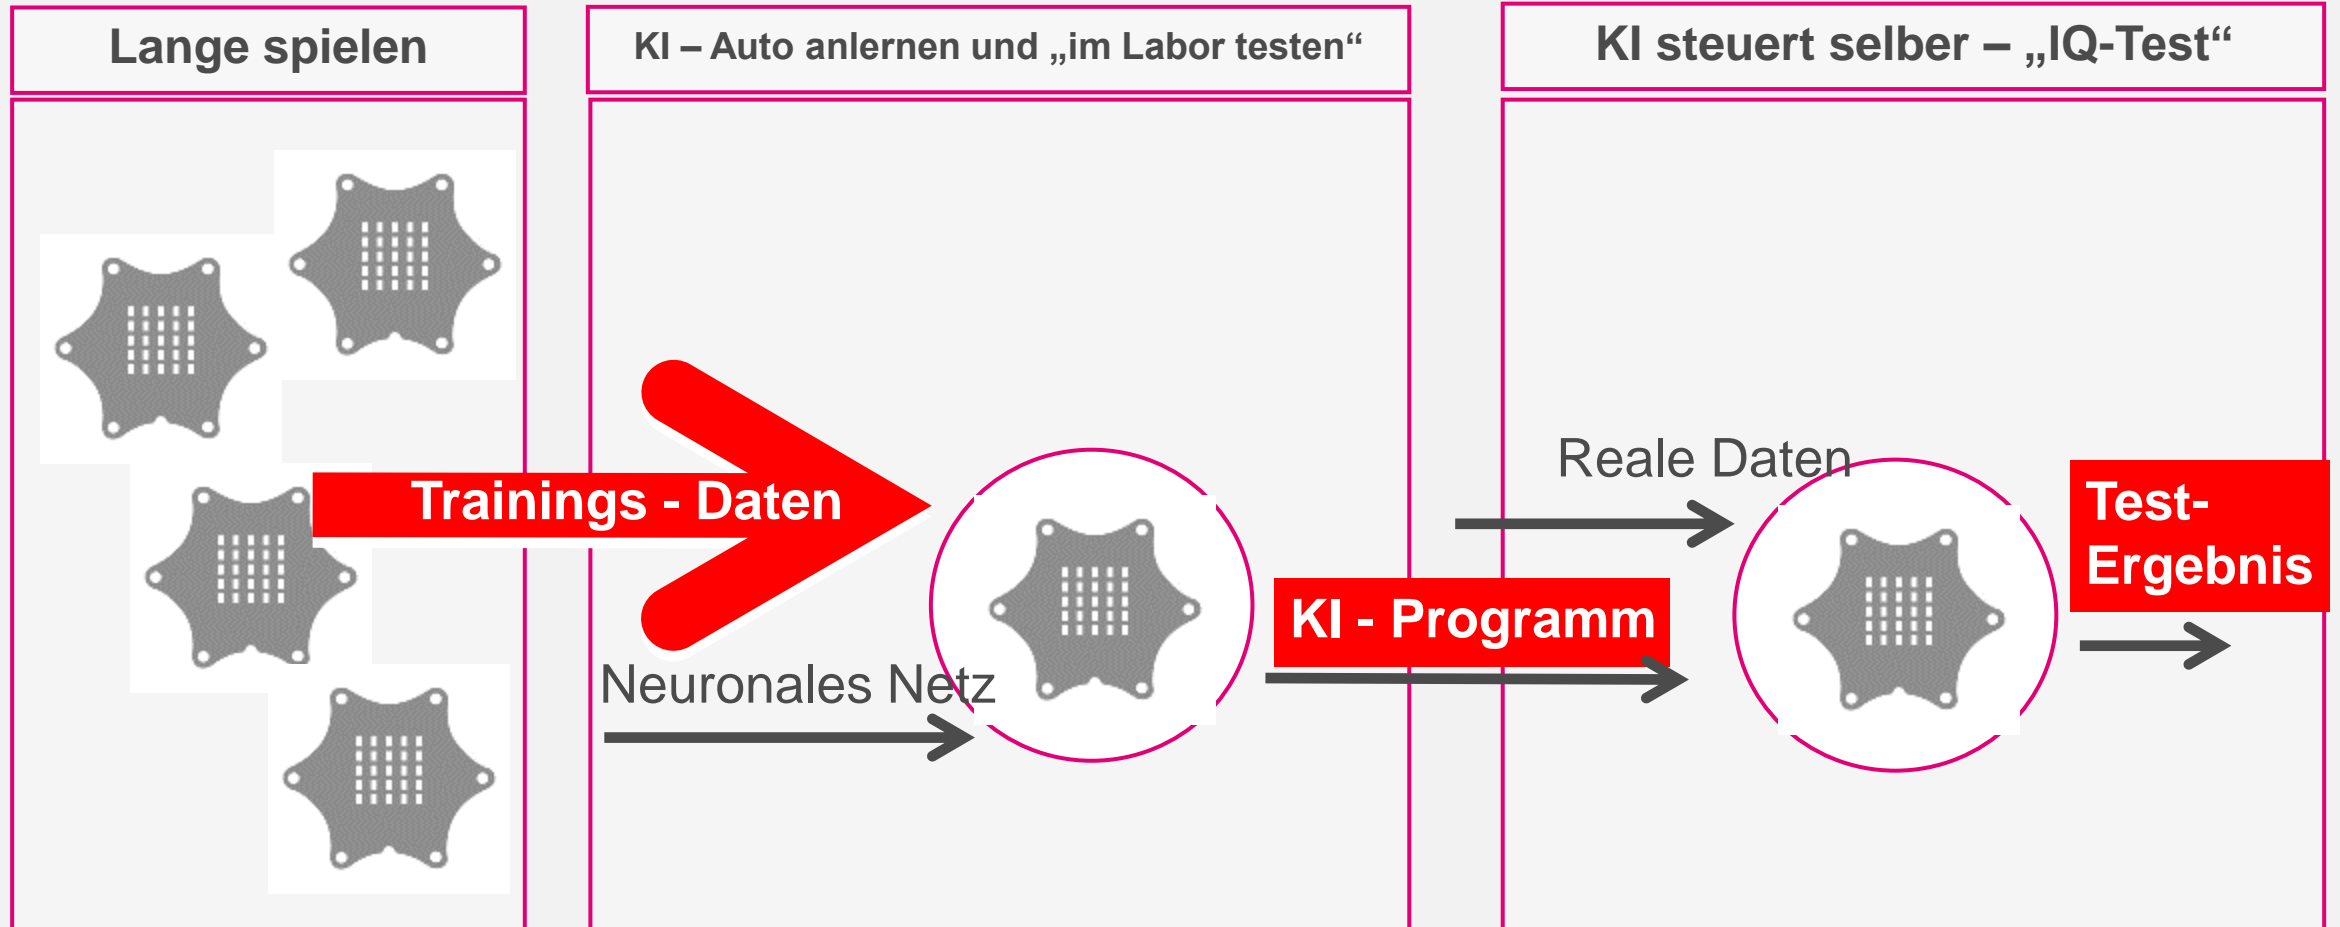 Lange spielen
KI – Auto anlernen und „im Labor testen“
KI steuert selber – „IQ-Test“
Trainings - Daten
Neuronales Netz
KI - Programm
Reale Daten
Test-
Ergebnis